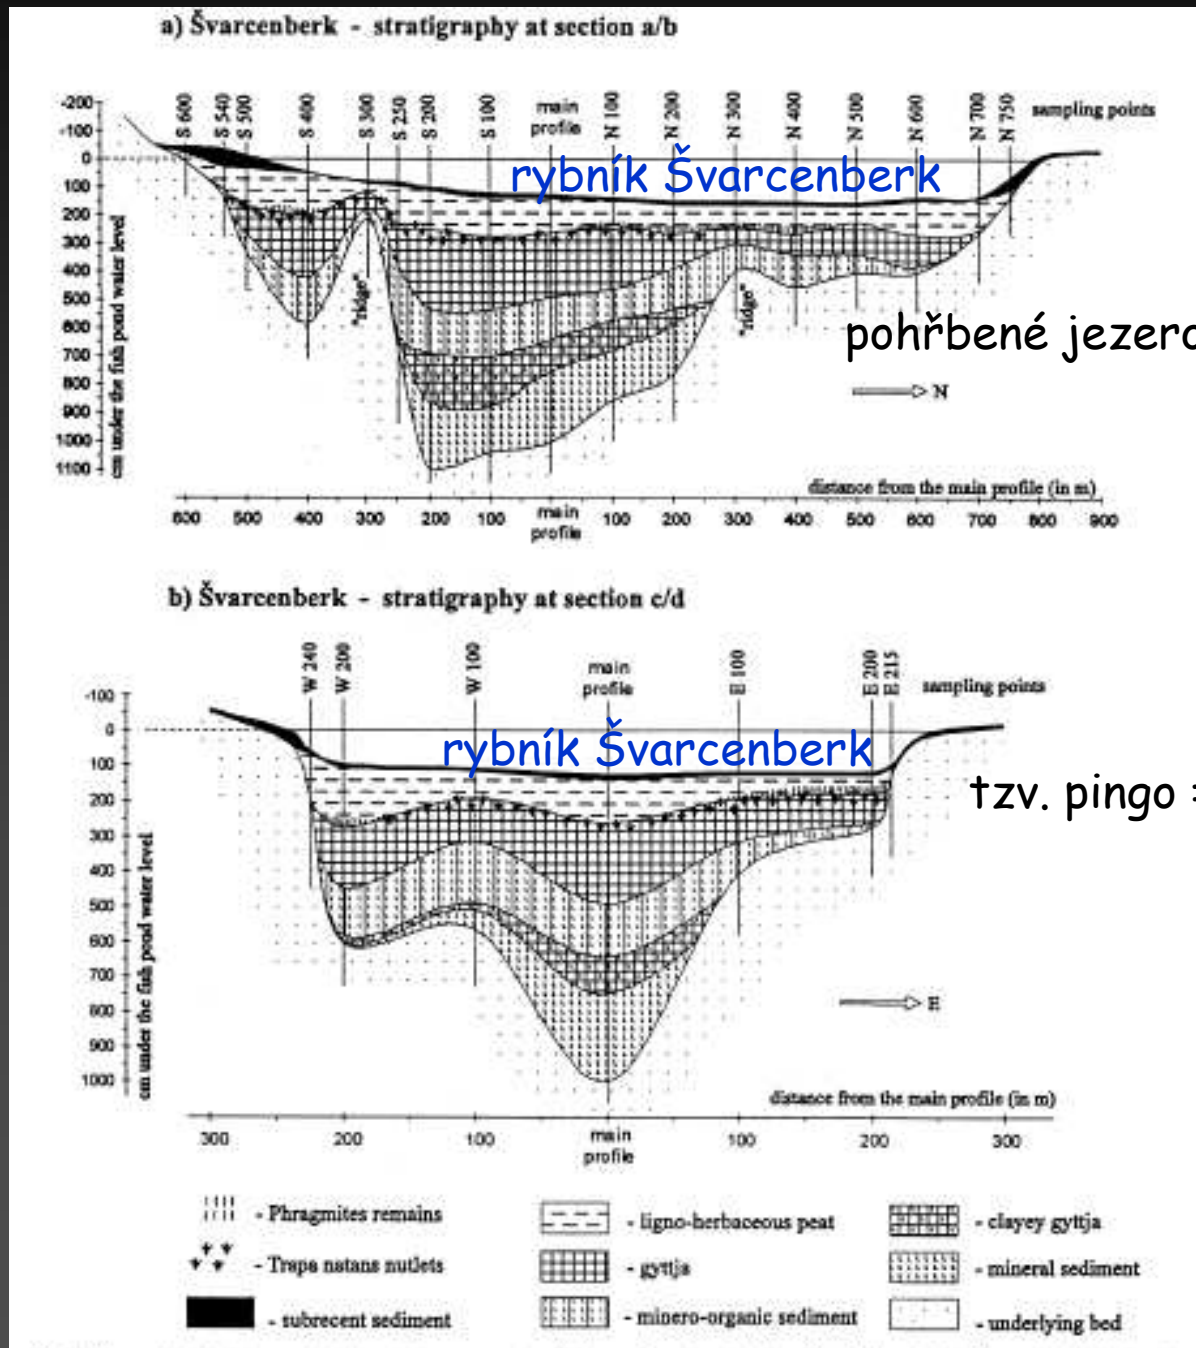 a) Švarcenberk - stratigraphy at section a/b
-200
-100
0
100
200
300
400
500
600
700
800
900
1000
1100
cm under the fish pond water level
S 600
S 540
S 500
S 400
S 300
S 250
S 200
S 100
main
profile
N 100
N 200
N 300
N 400
N 500
N 600
N 700
N 750
sampling points
rybník Švarcenberk
"ridge"
"ridge"
pohřbené jezero
N
distance from the main profile (in m)
600 500 400 300 200 100 main profile 100 200 300 400 500 600 700 800 900
b) Švarcenberk - stratigraphy at section c/d
-100
0
100
200
300
400
500
600
700
800
900
1000
cm under the fish pond water level
W 240
W 200
W 100
main
profile
E 100
E 200
E 215
sampling points
rybník Švarcenberk
tzv. pingo =
E
distance from the main profile (in m)
300 200 100 main profile 100 200 300
- Phragmites remains
- Trapa natans nutlets
- subrecent sediment
- ligno-herbaceous peat
- gyttja
- minero-organic sediment
- clayey gyttja
- mineral sediment
- underlying bed